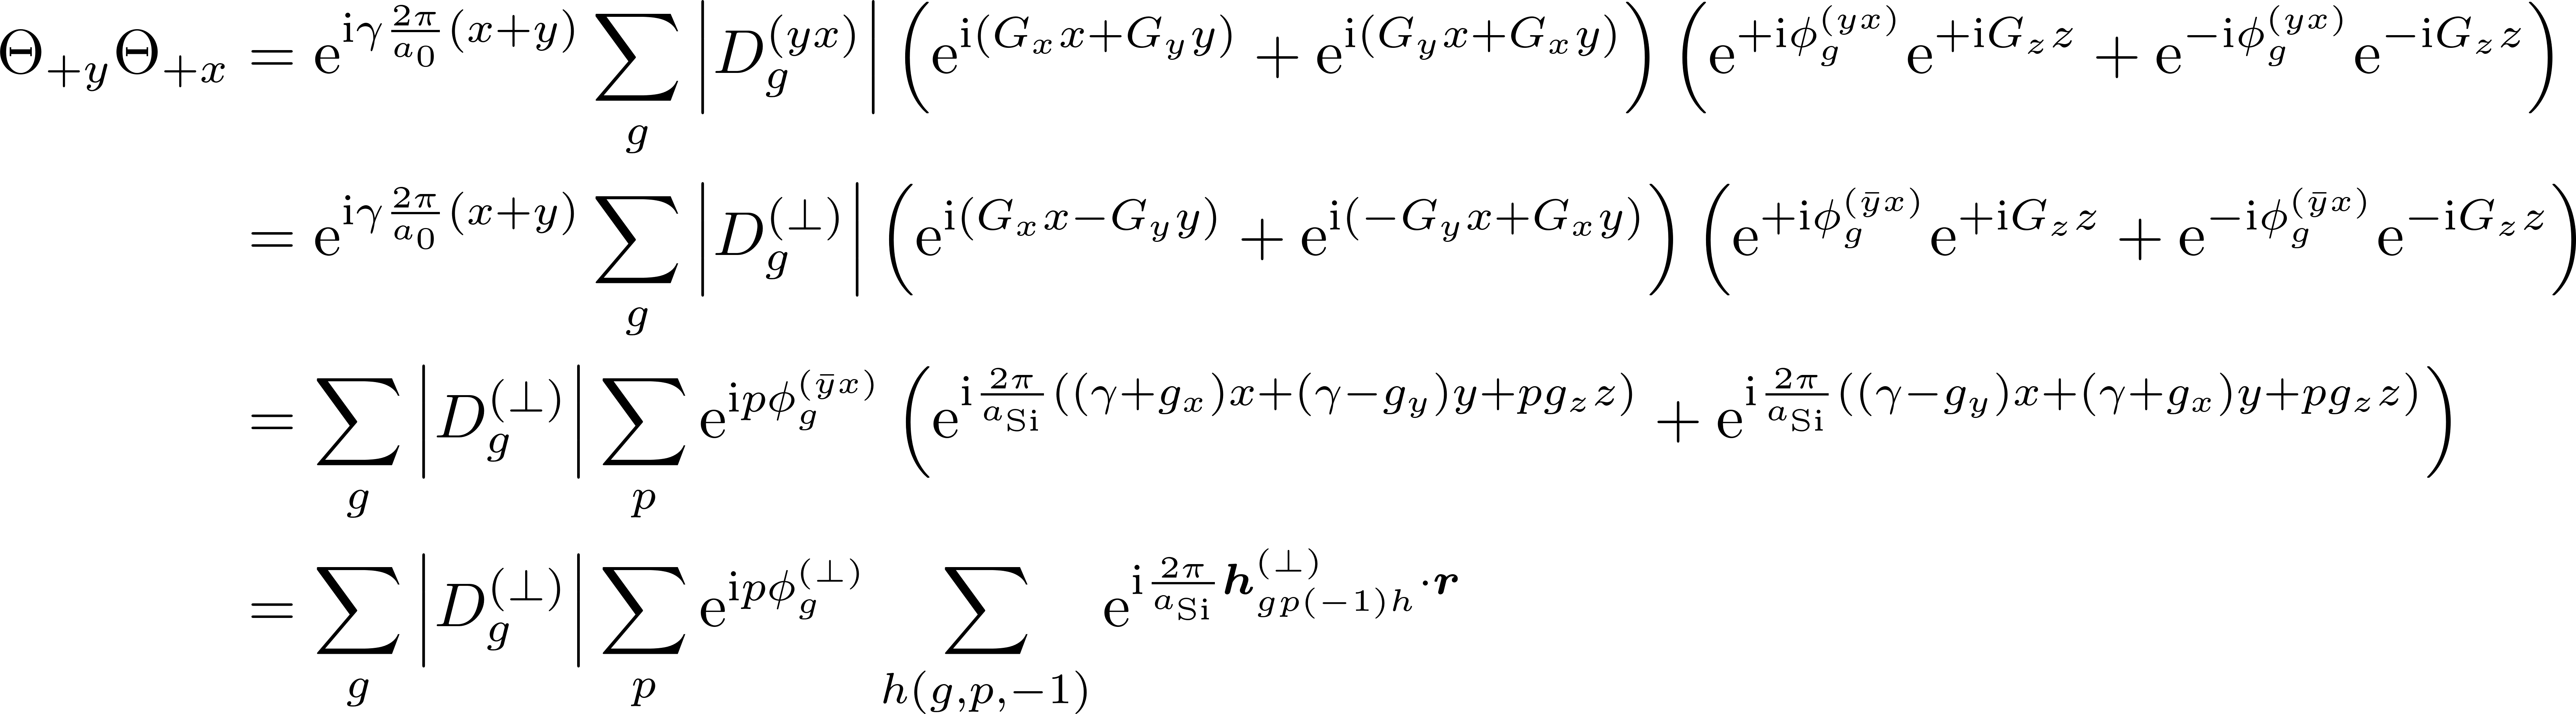 \Theta_{+y}\Theta_{+x} = \mathrm{e}^{\mathrm{i}\gamma\frac{2\pi}{a_0}(x+y)} \sum_g \left|D_g^{(yx)}\right| \left(\mathrm{e}^{\mathrm{i}(G_x x+G_y y)} + \mathrm{e}^{\mathrm{i}(G_y x+G_x y)}\right) \left(\mathrm{e}^{+\mathrm{i}\phi_g^{(yx)}} \mathrm{e}^{+\mathrm{i}G_z z} + \mathrm{e}^{-\mathrm{i}\phi_g^{(yx)}} \mathrm{e}^{-\mathrm{i}G_z z}\right)
= \mathrm{e}^{\mathrm{i}\gamma\frac{2\pi}{a_0}(x+y)} \sum_g \left|D_g^{(\perp)}\right| \left(\mathrm{e}^{\mathrm{i}(G_x x-G_y y)} + \mathrm{e}^{\mathrm{i}(-G_y x+G_x y)}\right) \left(\mathrm{e}^{+\mathrm{i}\phi_g^{(\bar{y}x)}} \mathrm{e}^{+\mathrm{i}G_z z} + \mathrm{e}^{-\mathrm{i}\phi_g^{(\bar{y}x)}} \mathrm{e}^{-\mathrm{i}G_z z}\right)
= \sum_g \left|D_g^{(\perp)}\right| \sum_p \mathrm{e}^{\mathrm{i}p\phi_g^{(\bar{y}x)}} \left(\mathrm{e}^{\mathrm{i}\frac{2\pi}{a_{\mathrm{Si}}}((\gamma+g_x)x+(\gamma-g_y)y+pg_z z)} + \mathrm{e}^{\mathrm{i}\frac{2\pi}{a_{\mathrm{Si}}}((\gamma-g_y)x+(\gamma+g_x)y+pg_z z)}\right)
= \sum_g \left|D_g^{(\perp)}\right| \sum_p \mathrm{e}^{\mathrm{i}p\phi_g^{(\perp)}} \sum_{h(g,p,-1)} \mathrm{e}^{\mathrm{i}\frac{2\pi}{a_{\mathrm{Si}}}\boldsymbol{h}_{gp(-1)h}^{(\perp)}\cdot\boldsymbol{r}}